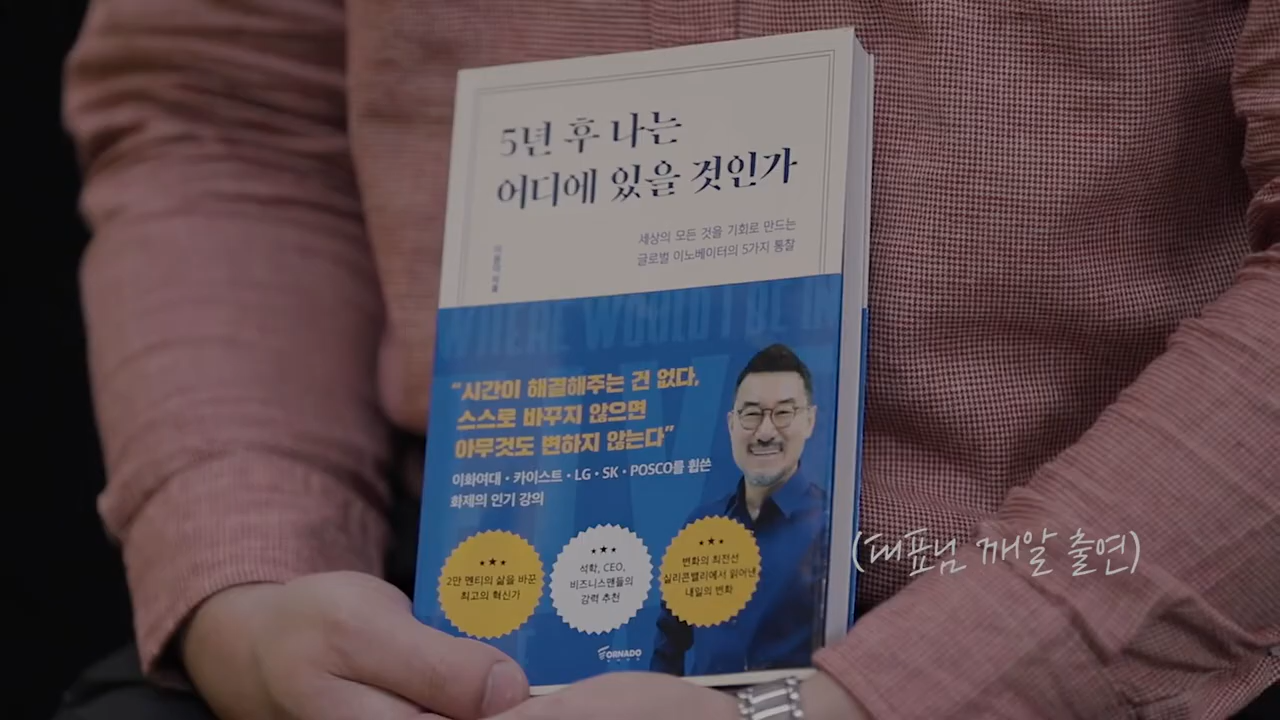 5년 후 나는
어디에 있을 것인가
세상의 모든 것을 기회로 만드는
글로벌 이노베이터의 5가지 통찰
WHERE WOULD I BE IN
“시간이 해결해주는 건 없다,
스스로 바꾸지 않으면
아무것도 변하지 않는다”
이화여대·카이스트·LG·SK·POSCO를 휩쓴
화제의 인기 강의
2만 멘티의 삶을 바꾼
최고의 혁신가
석학, CEO,
비즈니스맨들의
강력 추천
변화의 최전선
실리콘밸리에서 읽어낸
내일의 변화
TORNADO
(대표님 깨알 출연)